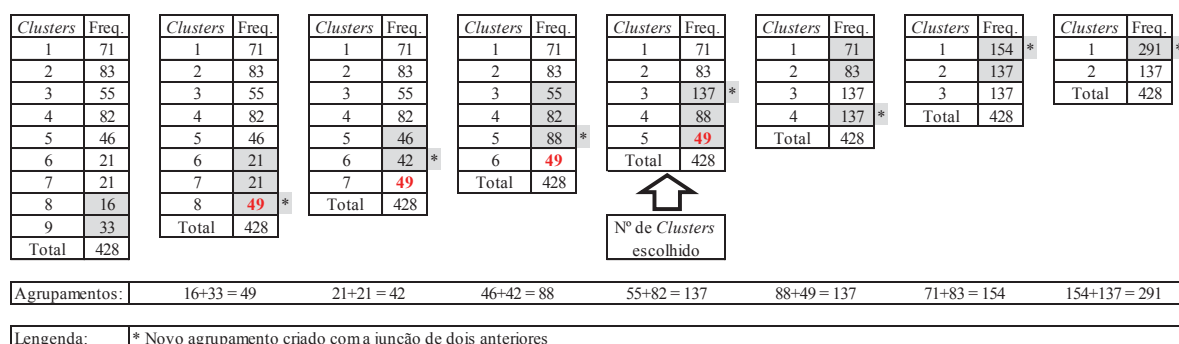 Clusters Freq. Clusters Freq. Clusters Freq. Clusters Freq. Clusters Freq. Clusters Freq. Clusters Freq. Clusters Freq.
1 71 1 71 1 71 1 71 1 71 1 71 1 154 * 1 291 *
2 83 2 83 2 83 2 83 2 83 2 83 2 137 2 137
3 55 3 55 3 55 3 55 3 137 * 3 137 3 137 Total 428
4 82 4 82 4 82 4 82 4 88 4 137 * Total 428
5 46 5 46 5 46 5 88 * 5 49 Total 428
6 21 6 21 6 42 * 6 49 Total 428
7 21 7 21 7 49 Total 428
8 16 8 49 * Total 428
9 33 Total 428
Total 428
Nº de Clusters
escolhido
Agrupamentos: 16+33 = 49 21+21 = 42 46+42 = 88 55+82 = 137 88+49 = 137 71+83 = 154 154+137 = 291
Lengenda: * Novo agrupamento criado com a junção de dois anteriores